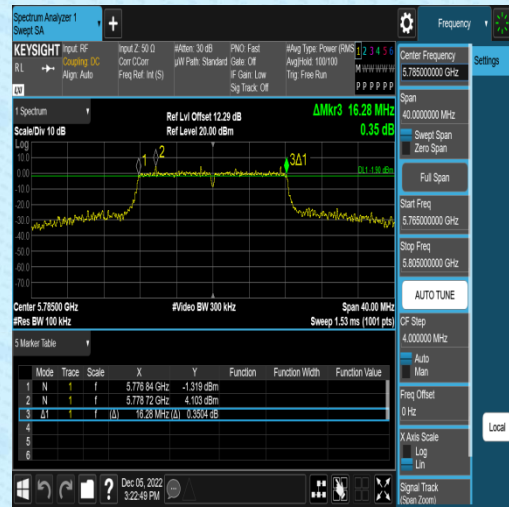 Spectrum Analyzer 1
Swept SA
Frequency
KEYSIGHT
RL
Input: RF
Coupling: DC
Align: Auto
Input Z: 50 Ω
Corr CCorr
Freq Ref: Int (S)
#Atten: 30 dB
µW Path: Standard
PNO: Fast
Gate: Off
IF Gain: Low
Sig Track: Off
#Avg Type: Power (RMS
Avg|Hold: 100/100
Trig: Free Run
1 2 3 4 5 6
M W W W W W
P P P P P P
LXI
1 Spectrum
Scale/Div 10 dB
Ref Lvl Offset 12.29 dB
Ref Level 20.00 dBm
ΔMkr3 16.28 MHz
0.35 dB
Log
10.0
0.00
-10.0
-20.0
-30.0
-40.0
-50.0
-60.0
-70.0
1
2
3Δ1
Center 5.78500 GHz
#Res BW 100 kHz
#Video BW 300 kHz
Span 40.00 MHz
Sweep 1.53 ms (1001 pts)
5 Marker Table
Mode Trace Scale X Y Function Function Width Function Value
1 N 1 f 5.776 84 GHz -1.319 dBm
2 N 1 f 5.778 72 GHz 4.103 dBm
3 Δ1 1 f (Δ) 16.28 MHz (Δ) 0.3504 dB
4
5
6
Dec 05, 2022
3:22:49 PM
Center Frequency
5.785000000 GHz
Settings
Span
40.0000000 MHz
Swept Span
Zero Span
Full Span
Start Freq
5.765000000 GHz
Stop Freq
5.805000000 GHz
AUTO TUNE
CF Step
4.000000 MHz
Auto
Man
Freq Offset
0 Hz
X Axis Scale
Log
Lin
Local
Signal Track
(Span Zoom)